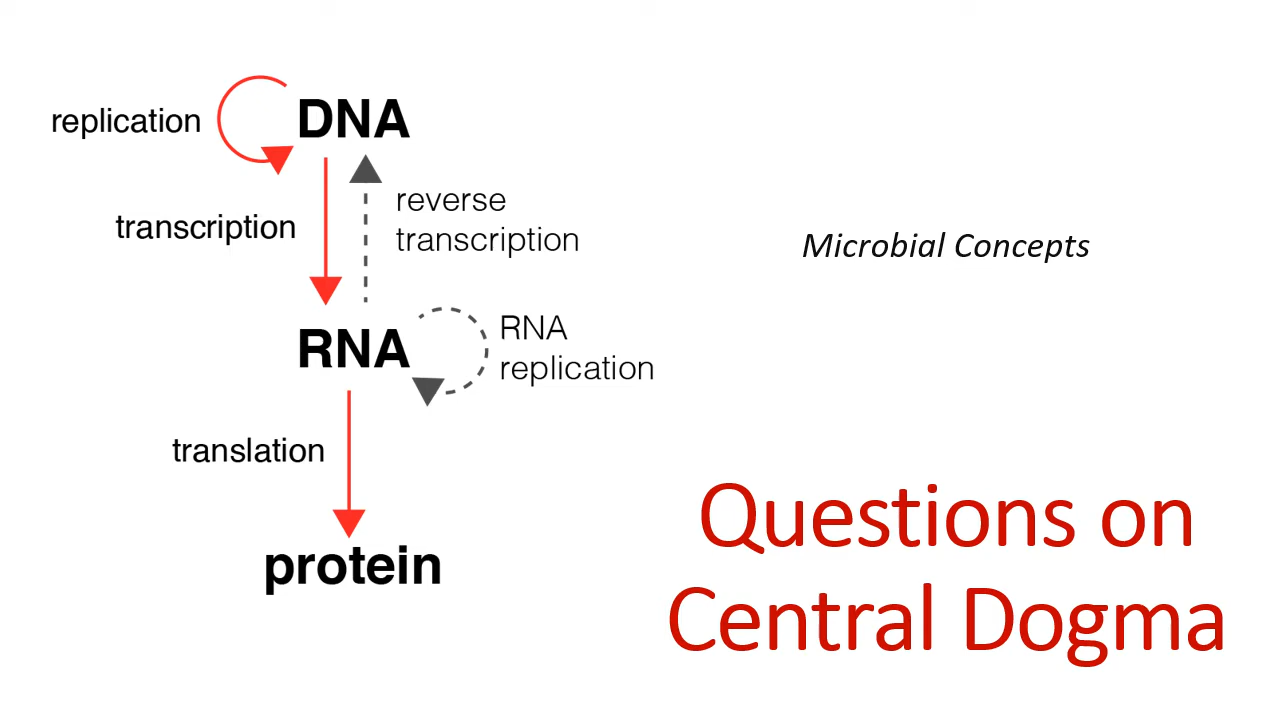 replication
DNA
transcription
reverse
transcription
RNA
RNA
replication
translation
protein
Microbial Concepts
Questions on
Central Dogma